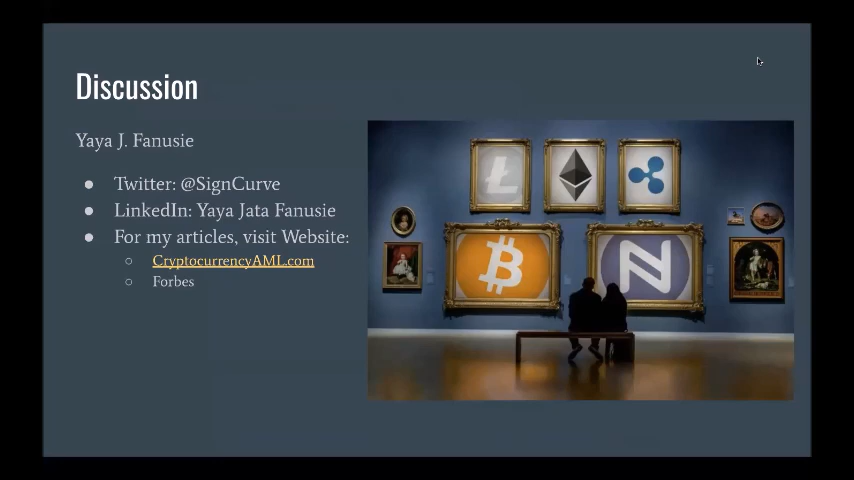 Discussion
Yaya J. Fanusie
● Twitter: @SignCurve
● LinkedIn: Yaya Jata Fanusie
● For my articles, visit Website:
○ CryptocurrencyAML.com
○ Forbes